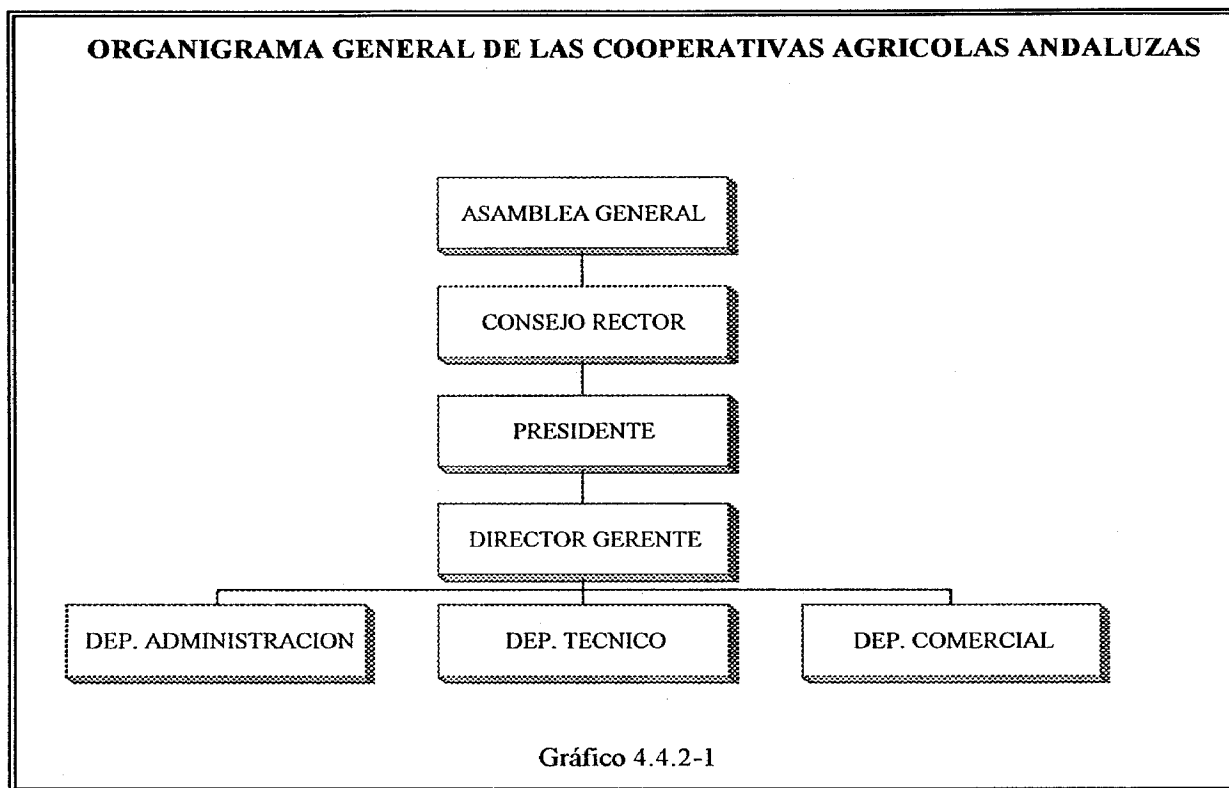 ORGANIGRAMA GENERAL DE LAS COOPERATIVAS AGRICOLAS ANDALUZAS
ASAMBLEA GENERAL
CONSEJO RECTOR
PRESIDENTE
DIRECTOR GERENTE
DEP. ADMINISTRACION
DEP. TECNICO
DEP. COMERCIAL
Gráfico 4.4.2-1